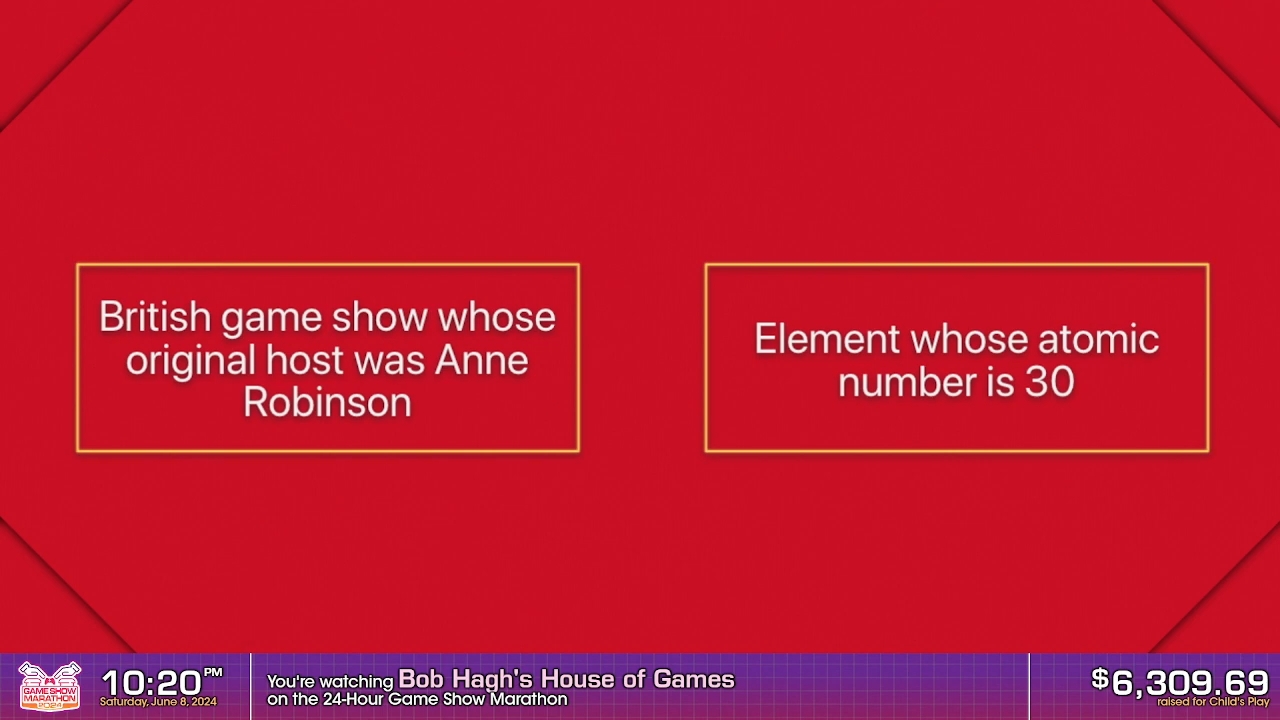 British game show whose
original host was Anne
Robinson
Element whose atomic
number is 30
GAME SHOW
MARATHON
2024
10:20 PM
Saturday, June 8, 2024
You're watching Bob Hagh's House of Games
on the 24-Hour Game Show Marathon
$6,309.69
raised for Child's Play